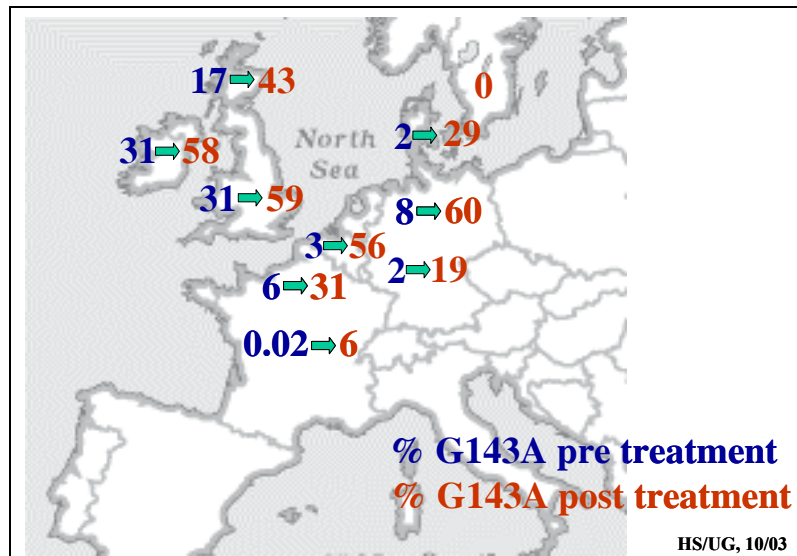 17 43
0
2 29
North
Sea
31 58
31 59
8 60
3 56
2 19
6 31
0.02 6
% G143A pre treatment
% G143A post treatment
HS/UG, 10/03